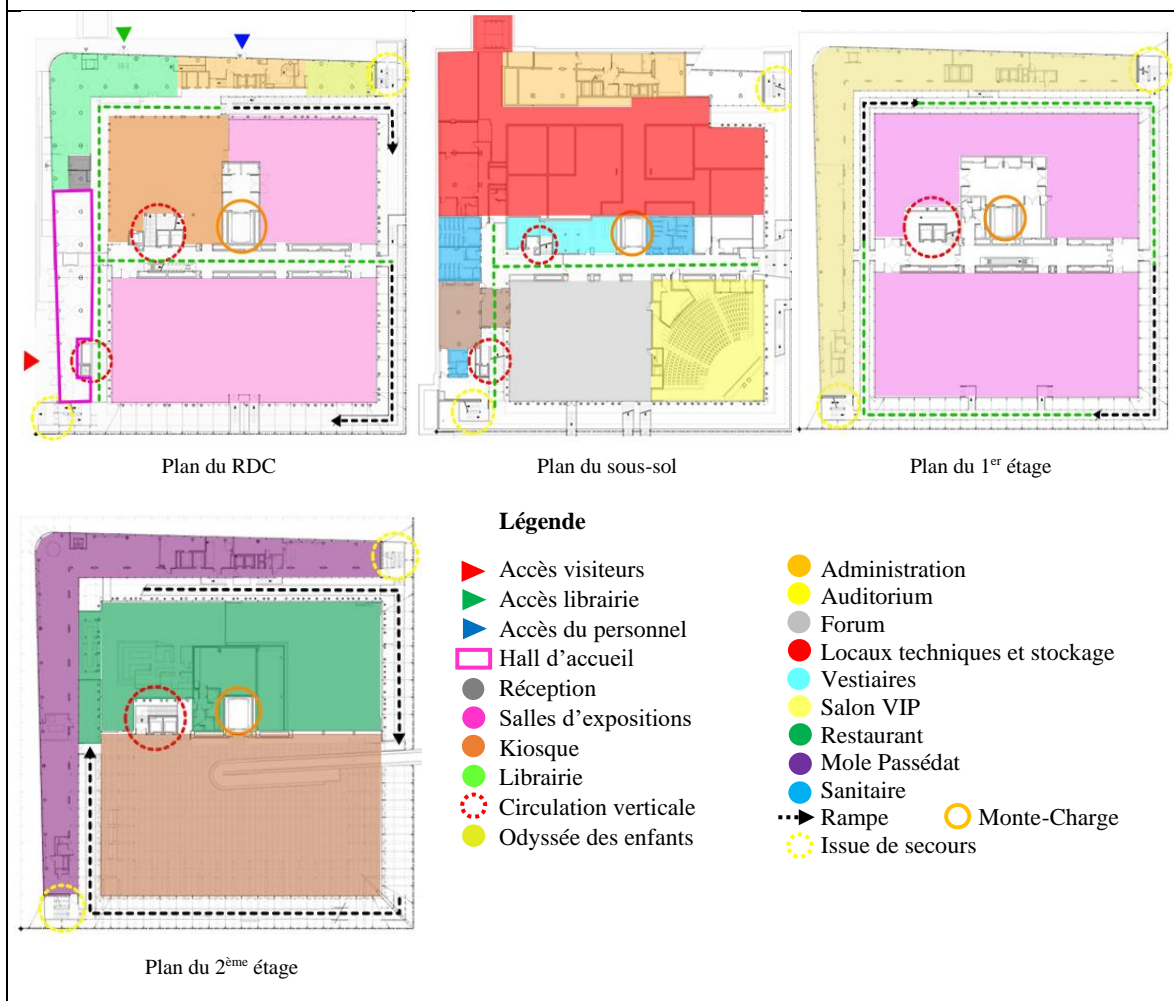 Plan du RDC
Plan du sous-sol
Plan du 1er étage
Légende
Accès visiteurs
Accès librairie
Accès du personnel
Hall d'accueil
Réception
Salles d'expositions
Kiosque
Librairie
Circulation verticale
Odyssée des enfants
Administration
Auditorium
Forum
Locaux techniques et stockage
Vestiaires
Salon VIP
Restaurant
Mole Passédat
Sanitaire
Rampe
Monte-Charge
Issue de secours
Plan du 2ème étage